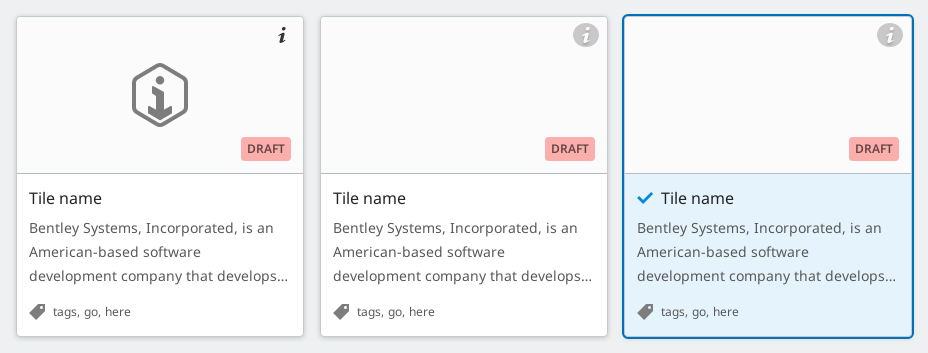 i
DRAFT
Tile name
Bentley Systems, Incorporated, is an
American-based software
development company that develops...
tags, go, here
i
DRAFT
Tile name
Bentley Systems, Incorporated, is an
American-based software
development company that develops...
tags, go, here
i
DRAFT
Tile name
Bentley Systems, Incorporated, is an
American-based software
development company that develops...
tags, go, here